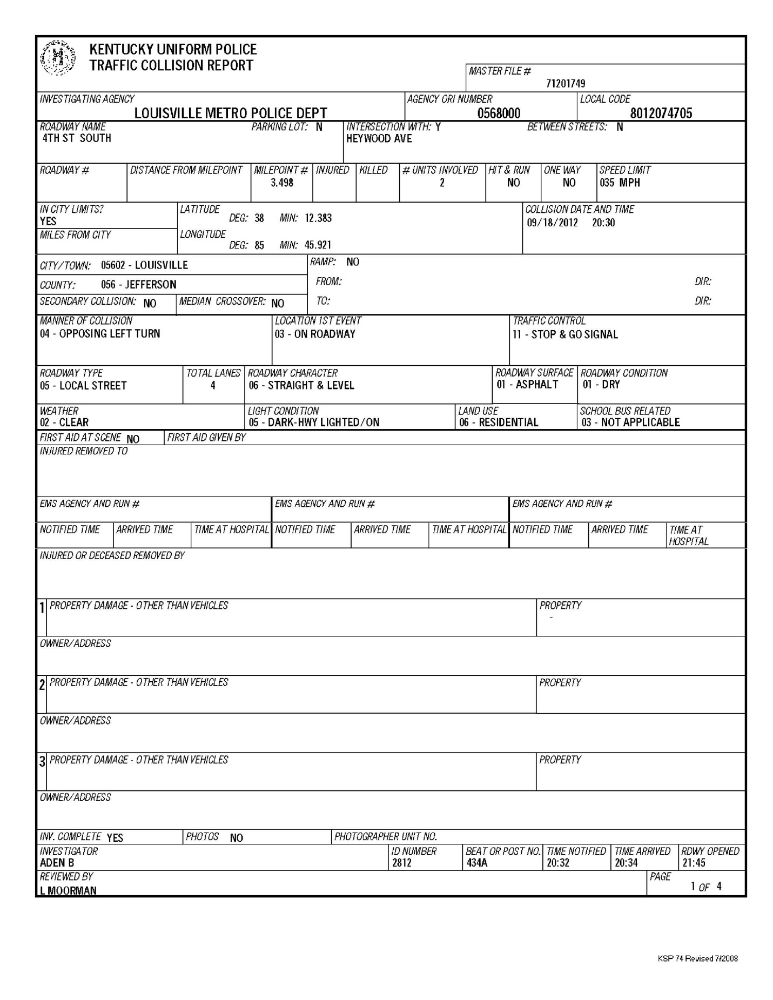 KENTUCKY UNIFORM POLICE
TRAFFIC COLLISION REPORT
MASTER FILE #
71201749
INVESTIGATING AGENCY AGENCY ORI NUMBER LOCAL CODE
LOUISVILLE METRO POLICE DEPT 0568000 8012074705
ROADWAY NAME PARKING LOT: N INTERSECTION WITH: Y BETWEEN STREETS: N
4TH ST SOUTH HEYWOOD AVE
ROADWAY # DISTANCE FROM MILEPOINT MILEPOINT # INJURED KILLED # UNITS INVOLVED HIT & RUN ONE WAY SPEED LIMIT
3.498 2 NO NO 035 MPH
IN CITY LIMITS? LATITUDE COLLISION DATE AND TIME
YES DEG: 38 MIN: 12.383 09/18/2012 20:30
MILES FROM CITY LONGITUDE
DEG: 85 MIN: 45.921
CITY/TOWN: 05602 - LOUISVILLE RAMP: NO
COUNTY: 056 - JEFFERSON FROM: DIR:
SECONDARY COLLISION: NO MEDIAN CROSSOVER: NO TO: DIR:
MANNER OF COLLISION LOCATION 1ST EVENT TRAFFIC CONTROL
04 - OPPOSING LEFT TURN 03 - ON ROADWAY 11 - STOP & GO SIGNAL
ROADWAY TYPE TOTAL LANES ROADWAY CHARACTER ROADWAY SURFACE ROADWAY CONDITION
05 - LOCAL STREET 4 06 - STRAIGHT & LEVEL 01 - ASPHALT 01 - DRY
WEATHER LIGHT CONDITION LAND USE SCHOOL BUS RELATED
02 - CLEAR 05 - DARK-HWY LIGHTED/ON 06 - RESIDENTIAL 03 - NOT APPLICABLE
FIRST AID AT SCENE NO FIRST AID GIVEN BY
INJURED REMOVED TO
EMS AGENCY AND RUN # EMS AGENCY AND RUN # EMS AGENCY AND RUN #
NOTIFIED TIME ARRIVED TIME TIME AT HOSPITAL NOTIFIED TIME ARRIVED TIME TIME AT HOSPITAL NOTIFIED TIME ARRIVED TIME TIME AT
HOSPITAL
INJURED OR DECEASED REMOVED BY
1 PROPERTY DAMAGE - OTHER THAN VEHICLES PROPERTY
-
OWNER/ADDRESS
2 PROPERTY DAMAGE - OTHER THAN VEHICLES PROPERTY
OWNER/ADDRESS
3 PROPERTY DAMAGE - OTHER THAN VEHICLES PROPERTY
OWNER/ADDRESS
INV. COMPLETE YES PHOTOS NO PHOTOGRAPHER UNIT NO.
INVESTIGATOR ID NUMBER BEAT OR POST NO. TIME NOTIFIED TIME ARRIVED RDWY OPENED
ADEN B 2812 434A 20:32 20:34 21:45
REVIEWED BY PAGE
L MOORMAN 1 OF 4
KSP 74 Revised 7/2008